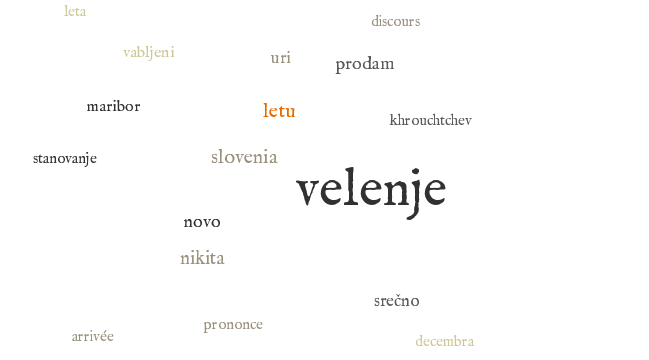 leta
discours
vabljeni
uri
prodam
maribor
letu
khrouchtchev
stanovanje
slovenia
velenje
novo
nikita
srečno
prononce
arrivée
decembra